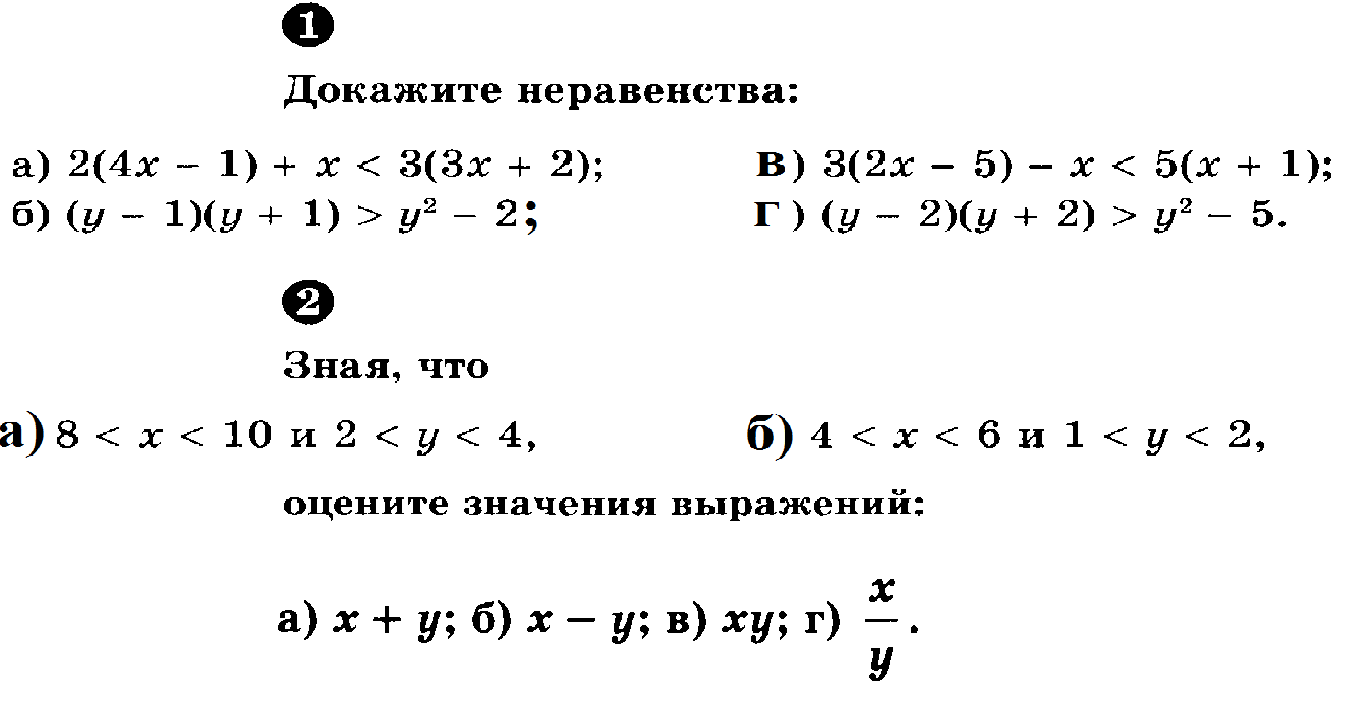 1
Докажите неравенства:
а) 2(4x − 1) + x < 3(3x + 2);
в) 3(2x − 5) − x < 5(x + 1);
б) (y − 1)(y + 1) > y² − 2;
г) (y − 2)(y + 2) > y² − 5.
2
Зная, что
а) 8 < x < 10 и 2 < y < 4,
б) 4 < x < 6 и 1 < y < 2,
оцените значения выражений:
а) x + y; б) x − y; в) xy; г) x/y.